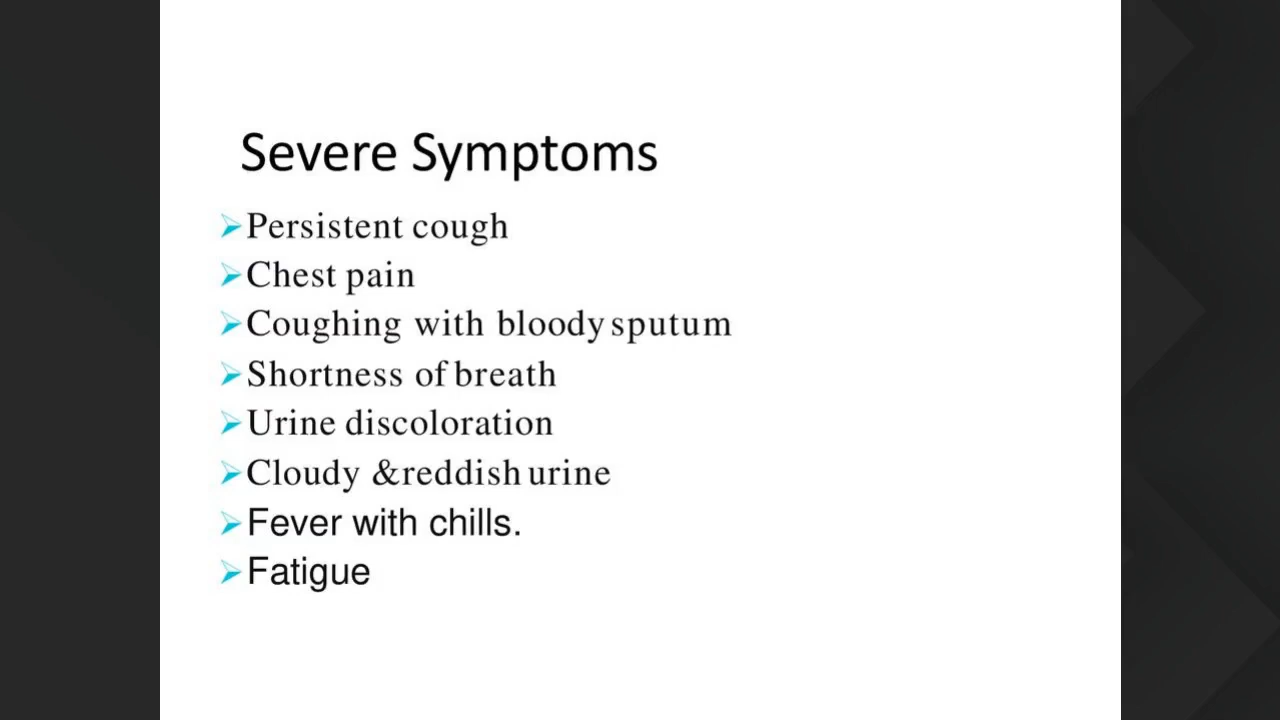 Severe Symptoms
Persistent cough
Chest pain
Coughing with bloody sputum
Shortness of breath
Urine discoloration
Cloudy &reddish urine
Fever with chills.
Fatigue